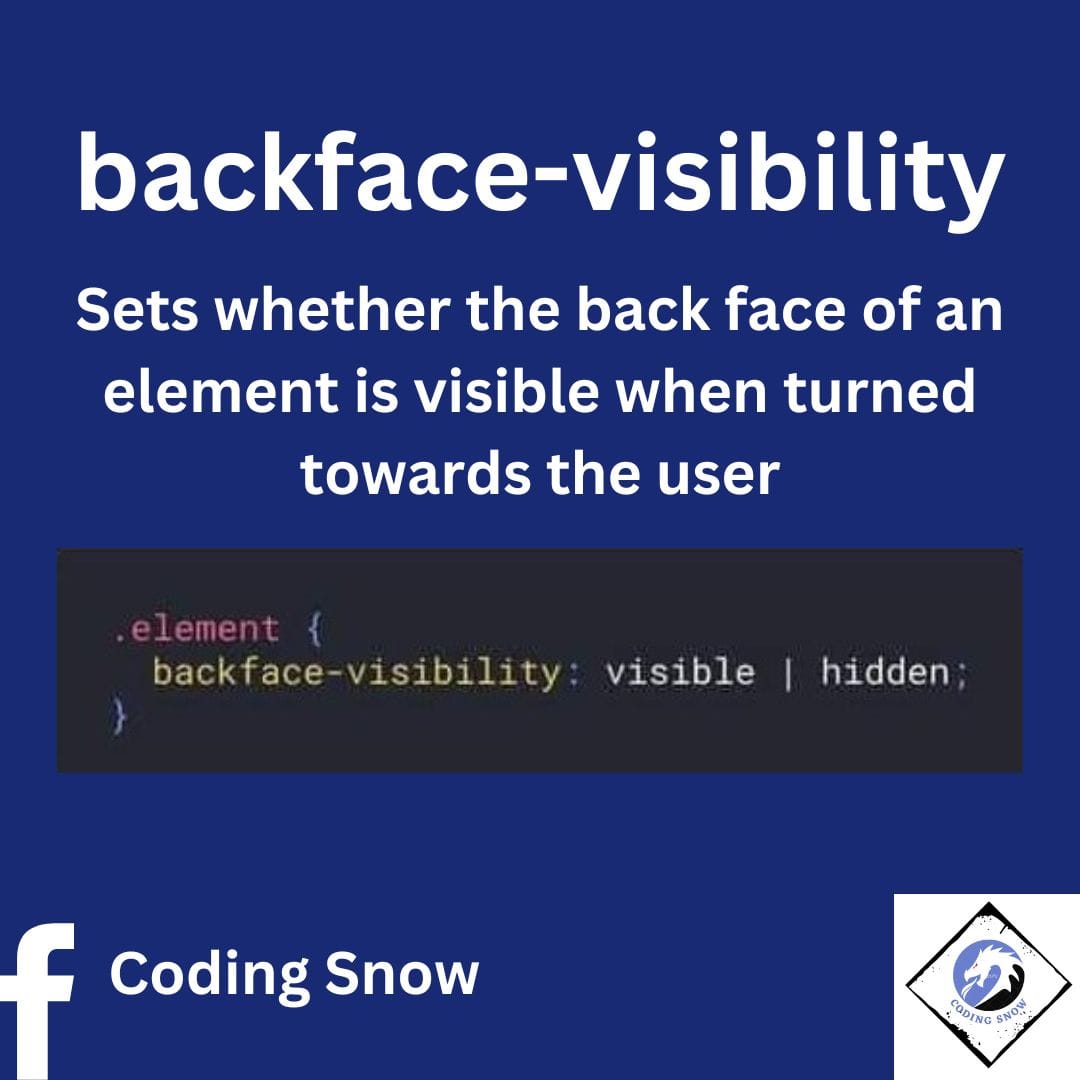 backface-visibility
Sets whether the back face of an
element is visible when turned
towards the user
.element {
  backface-visibility: visible | hidden;
}
f Coding Snow
CODING SNOW